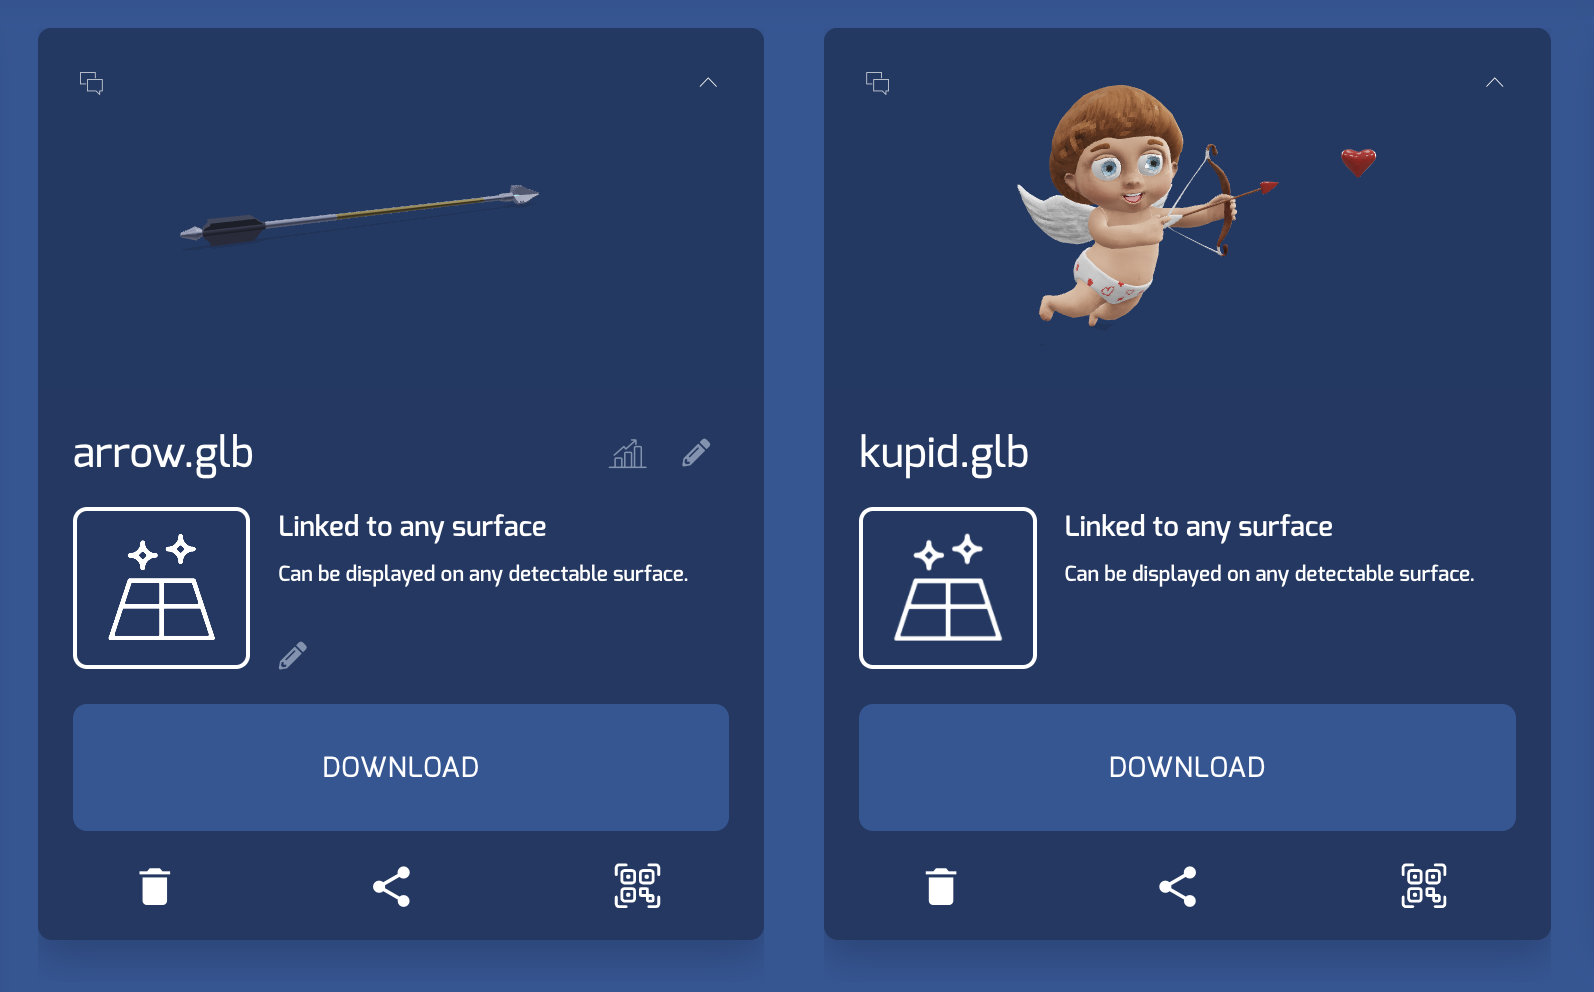 arrow.glb
Linked to any surface
Can be displayed on any detectable surface.
DOWNLOAD
kupid.glb
Linked to any surface
Can be displayed on any detectable surface.
DOWNLOAD